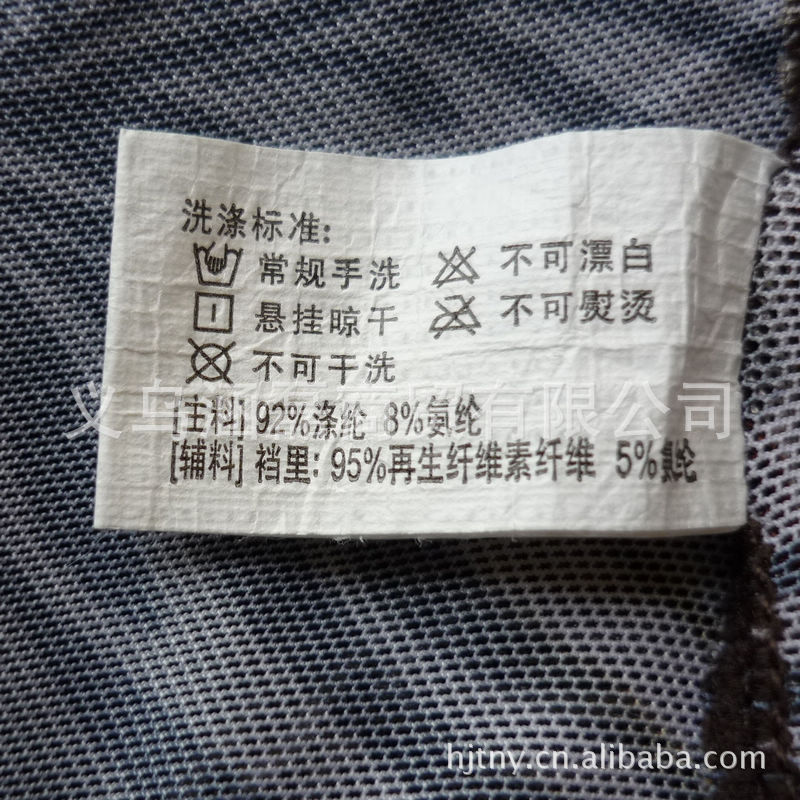 洗涤标准:
常规手洗 不可漂白
悬挂晾干 不可熨烫
不可干洗
[主料] 92%涤纶 8%氨纶
[辅料] 裆里: 95%再生纤维素纤维 5%氨纶
有限公司
hjtny.cn.alibaba.com